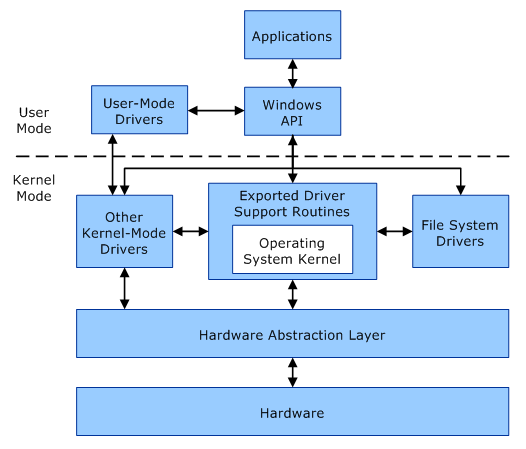 Applications
User-Mode
Drivers
Windows
API
User
Mode
Kernel
Mode
Other
Kernel-Mode
Drivers
Exported Driver
Support Routines
Operating
System Kernel
File System
Drivers
Hardware Abstraction Layer
Hardware